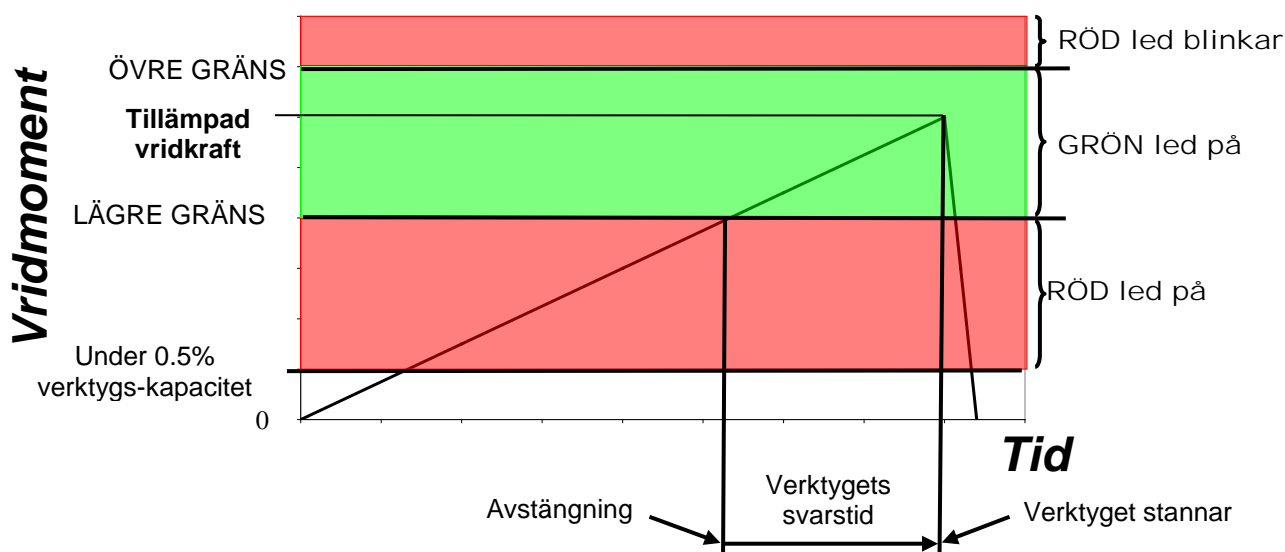 Vridmoment
ÖVRE GRÄNS
Tillämpad
vridkraft
LÄGRE GRÄNS
Under 0.5%
verktygs-kapacitet
0
RÖD led blinkar
GRÖN led på
RÖD led på
Tid
Avstängning
Verktygets
svarstid
Verktyget stannar